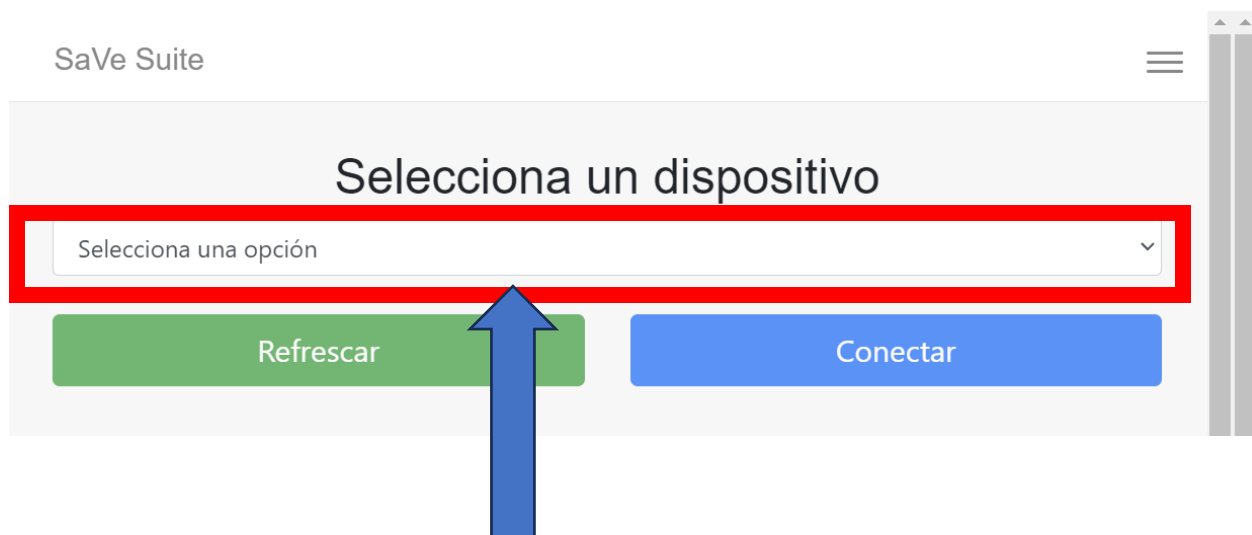 SaVe Suite
Selecciona un dispositivo
Selecciona una opción
Refrescar
Conectar